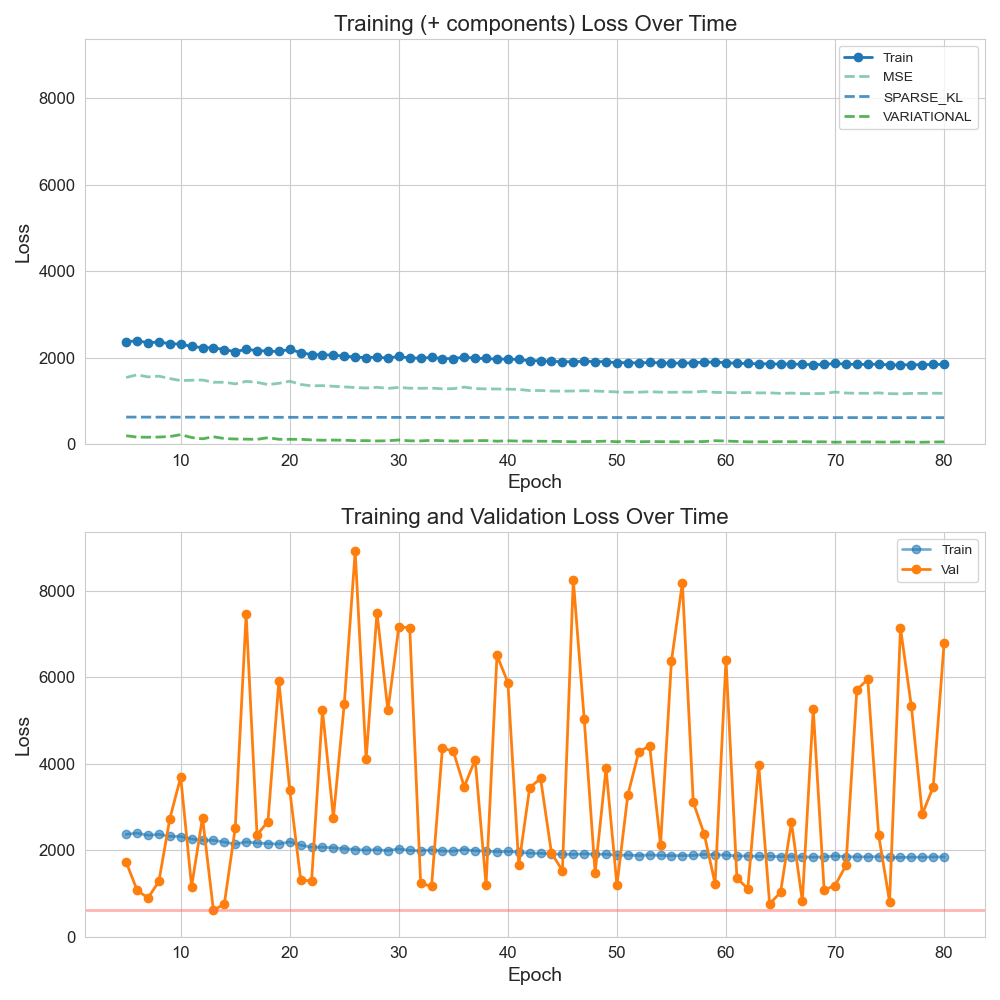 Training (+ components) Loss Over Time
Train
MSE
SPARSE_KL
VARIATIONAL
8000
6000
4000
2000
0
Loss
10 20 30 40 50 60 70 80
Epoch
Training and Validation Loss Over Time
Train
Val
8000
6000
4000
2000
0
Loss
10 20 30 40 50 60 70 80
Epoch